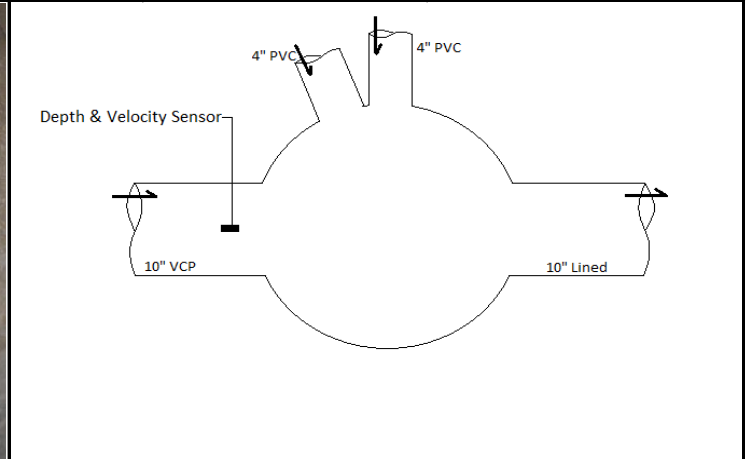 4" PVC
4" PVC
Depth & Velocity Sensor
10" VCP
10" Lined